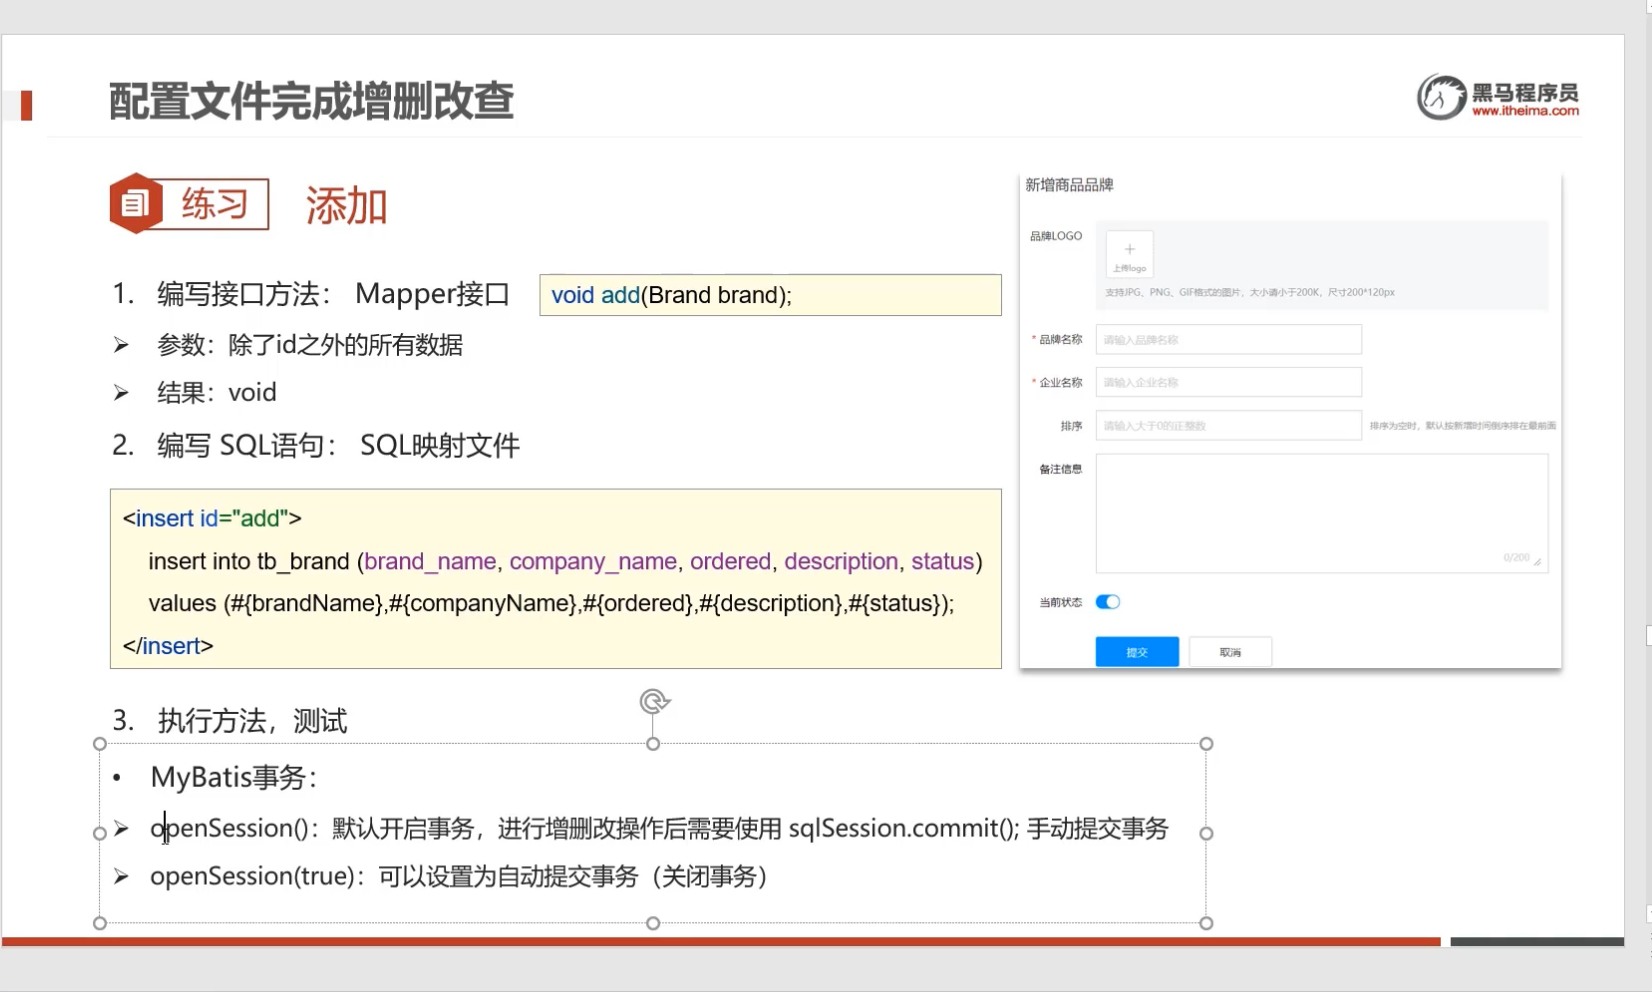 配置文件完成增删改查
黑马程序员
www.itheima.com
练习 添加
1. 编写接口方法： Mapper接口
void add(Brand brand);
➢ 参数：除了id之外的所有数据
➢ 结果：void
2. 编写 SQL语句： SQL映射文件
<insert id="add">
insert into tb_brand (brand_name, company_name, ordered, description, status)
values (#{brandName},#{companyName},#{ordered},#{description},#{status});
</insert>
3. 执行方法，测试
• MyBatis事务：
➢ openSession()：默认开启事务，进行增删改操作后需要使用 sqlSession.commit(); 手动提交事务
➢ openSession(true)：可以设置为自动提交事务（关闭事务）
新增商品品牌
品牌LOGO
+
上传logo
支持JPG、PNG、GIF格式的图片，大小请小于200K，尺寸200*120px
* 品牌名称 请输入品牌名称
* 企业名称 请输入企业名称
排序 请输入大于0的正整数 排序为空时，默认按新增时间倒序排在最前面
备注信息
0/200
当前状态
提交 取消